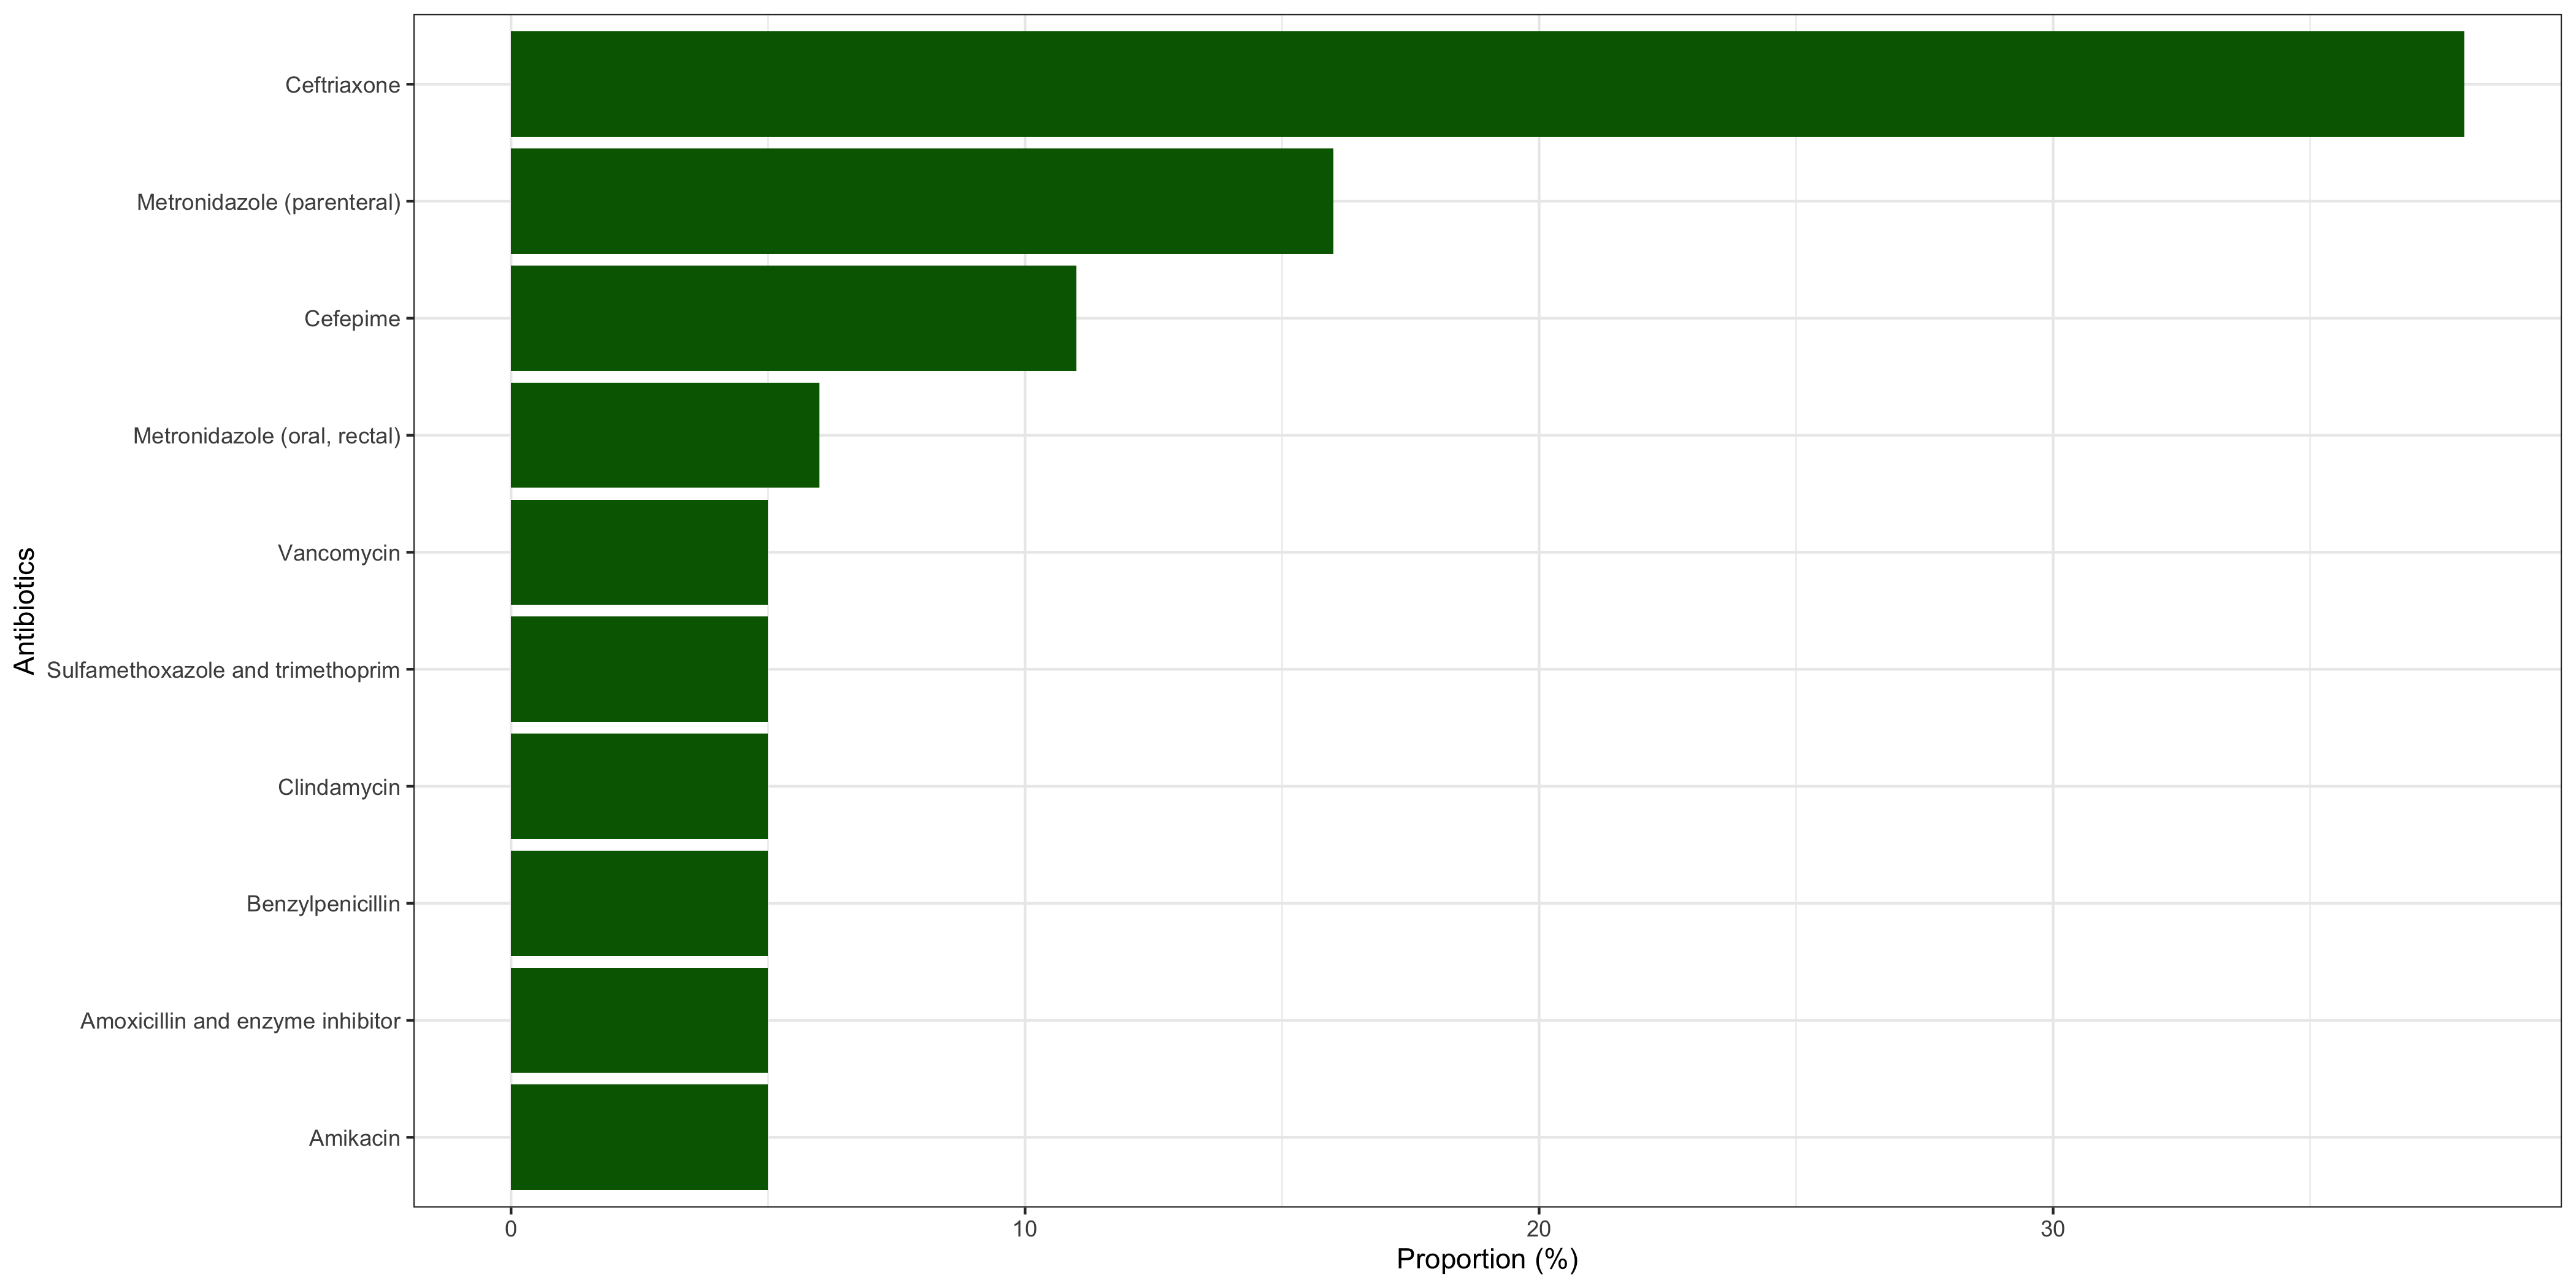 Antibiotics
Ceftriaxone
Metronidazole (parenteral)
Cefepime
Metronidazole (oral, rectal)
Vancomycin
Sulfamethoxazole and trimethoprim
Clindamycin
Benzylpenicillin
Amoxicillin and enzyme inhibitor
Amikacin
0 10 20 30
Proportion (%)